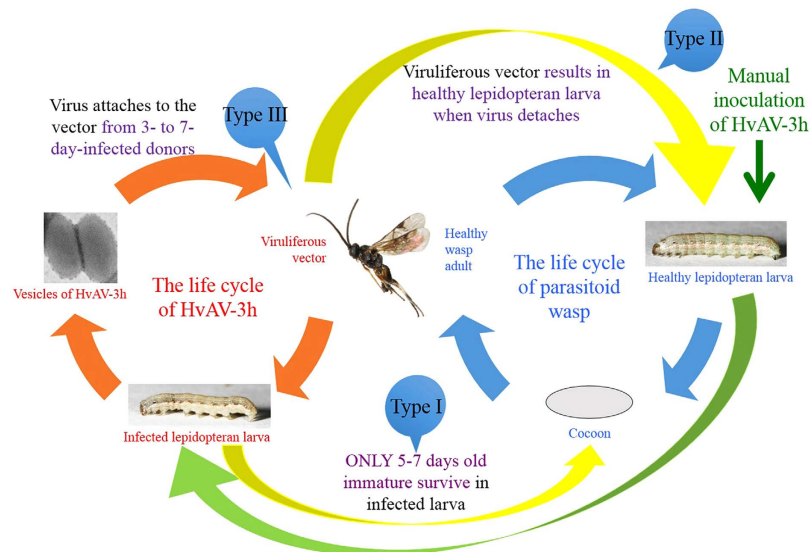 Type II
Viruliferous vector results in
healthy lepidopteran larva
when virus detaches
Manual
inoculation
of HvAV-3h
Virus attaches to the
vector from 3- to 7-
day-infected donors
Type III
Viruliferous
vector
Healthy
wasp
adult
Vesicles of HvAV-3h
The life cycle
of HvAV-3h
The life cycle
of parasitoid
wasp
Healthy lepidopteran larva
Infected lepidopteran larva
Type I
Cocoon
ONLY 5-7 days old
immature survive in
infected larva